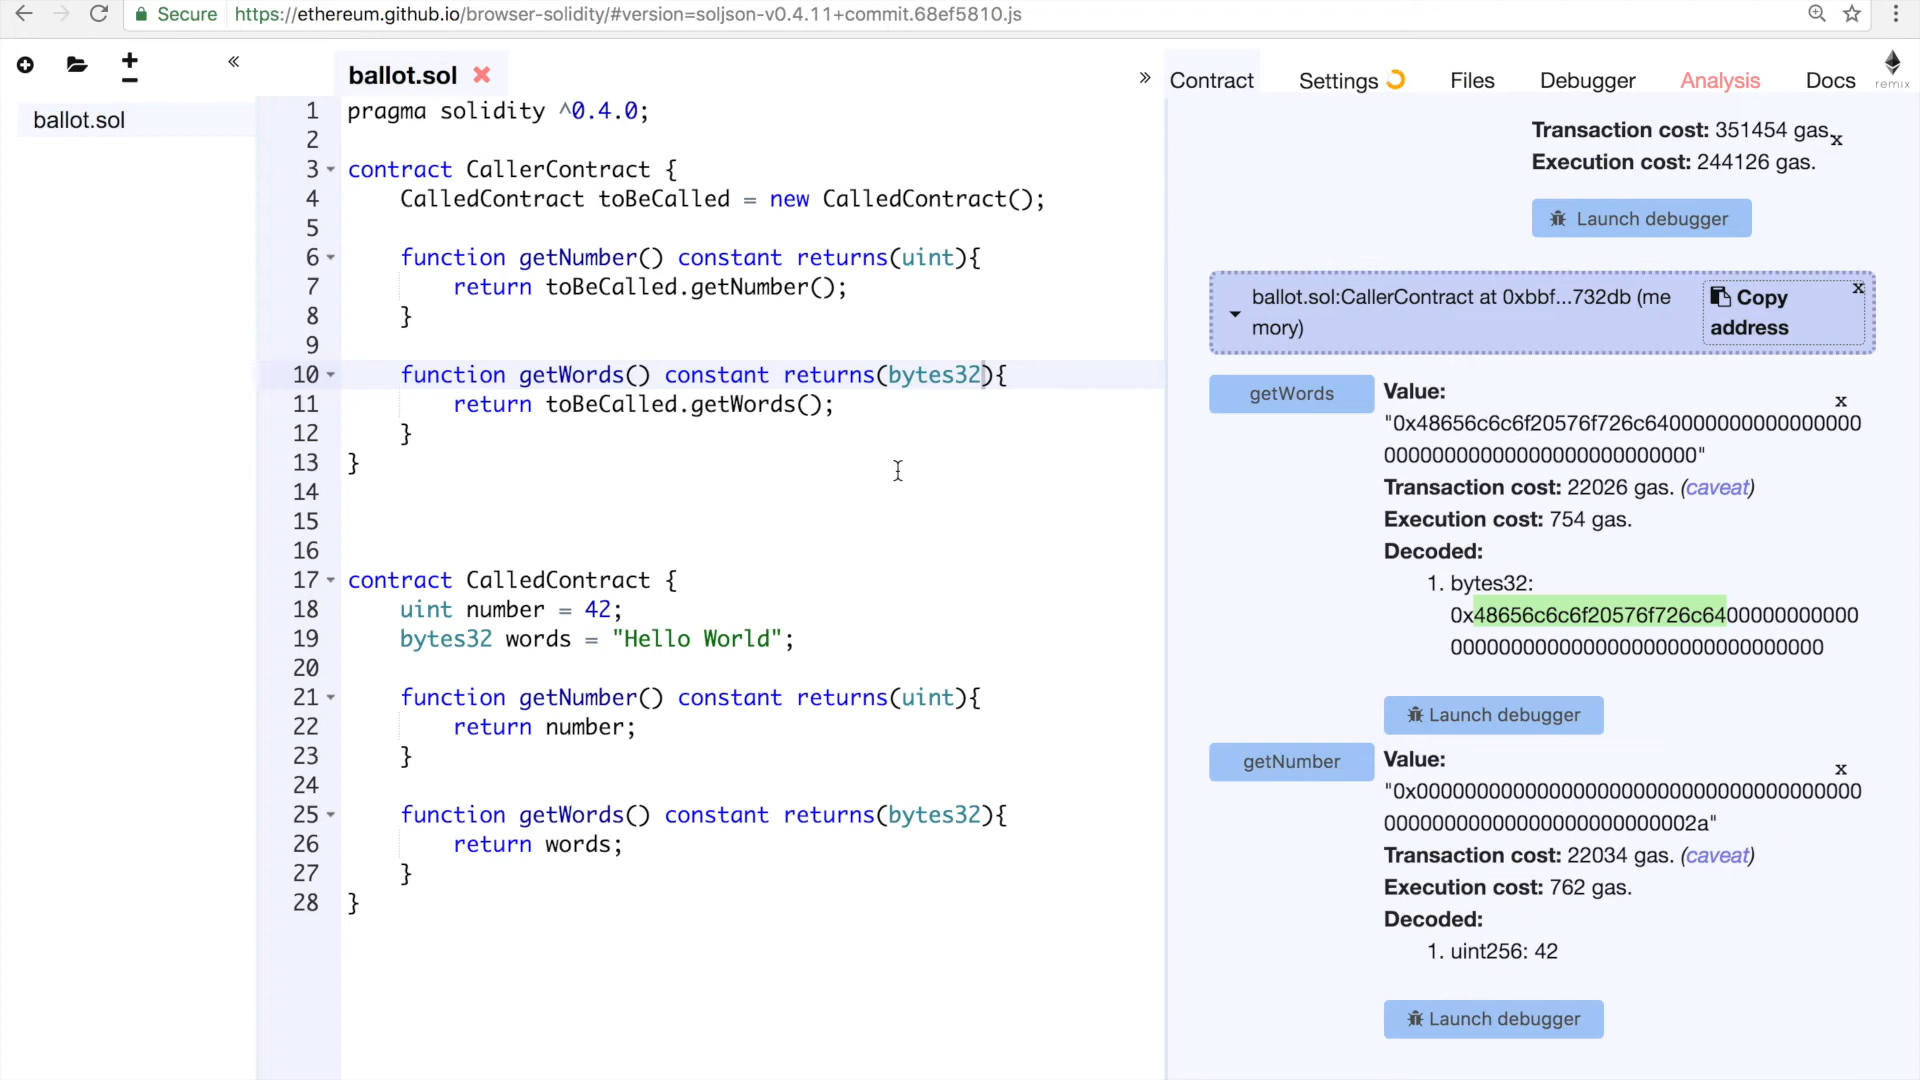 Secure https://ethereum.github.io/browser-solidity/#version=soljson-v0.4.11+commit.68ef5810.js
ballot.sol
ballot.sol
1 pragma solidity ^0.4.0;
2
3 contract CallerContract {
4 CalledContract toBeCalled = new CalledContract();
5
6 function getNumber() constant returns(uint){
7 return toBeCalled.getNumber();
8 }
9
10 function getWords() constant returns(bytes32){
11 return toBeCalled.getWords();
12 }
13 }
14
15
16
17 contract CalledContract {
18 uint number = 42;
19 bytes32 words = "Hello World";
20
21 function getNumber() constant returns(uint){
22 return number;
23 }
24
25 function getWords() constant returns(bytes32){
26 return words;
27 }
28 }
Contract Settings Files Debugger Analysis Docs remix
Transaction cost: 351454 gas. x
Execution cost: 244126 gas.
Launch debugger
ballot.sol:CallerContract at 0xbbf...732db (me
mory)
Copy
address
x
getWords
Value:
x
"0x48656c6c6f20576f726c640000000000000000
00000000000000000000000000"
Transaction cost: 22026 gas. (caveat)
Execution cost: 754 gas.
Decoded:
1. bytes32:
0x48656c6c6f20576f726c6400000000000
0000000000000000000000000000000
Launch debugger
getNumber
Value:
x
"0x00000000000000000000000000000000000000
0000000000000000000000002a"
Transaction cost: 22034 gas. (caveat)
Execution cost: 762 gas.
Decoded:
1. uint256: 42
Launch debugger